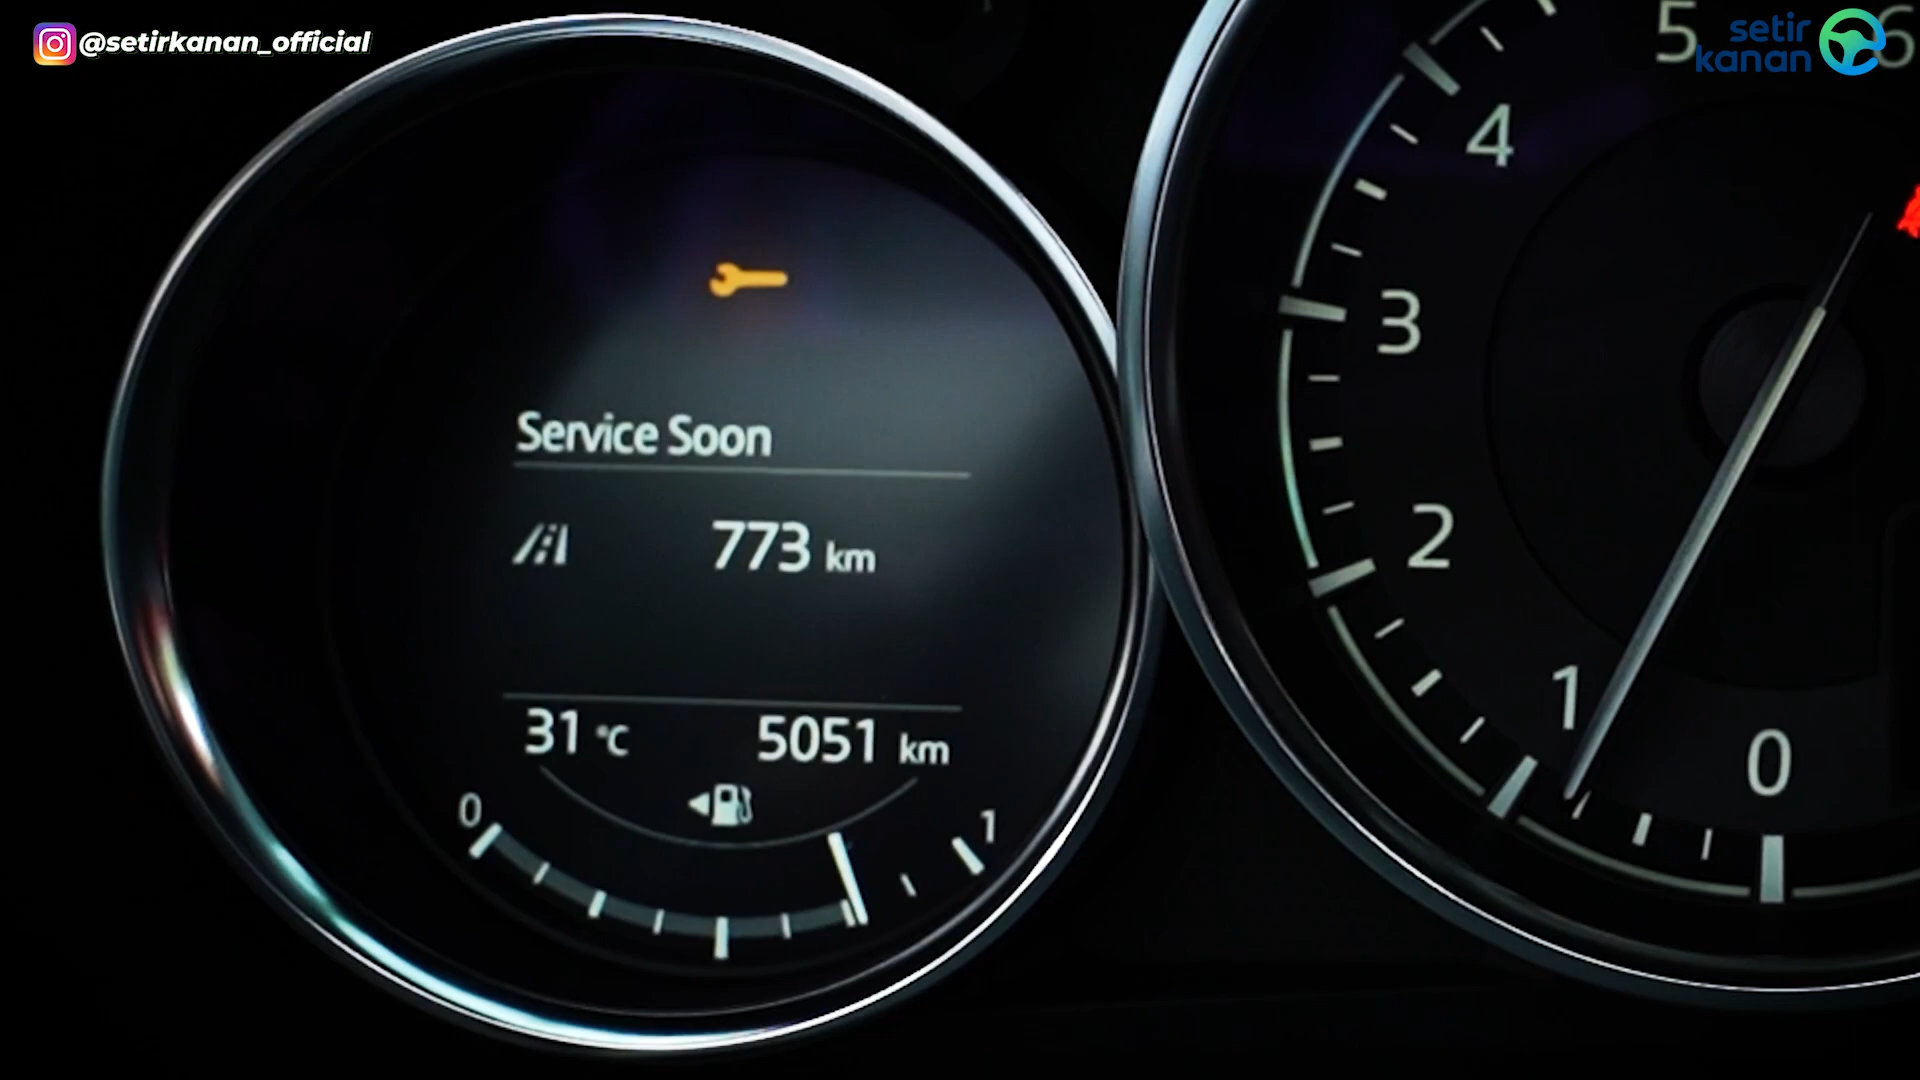 @setirkanan_official
setir
kanan
Service Soon
773 km
31 °C 5051 km
0 1
5 6
4
3
2
1
0